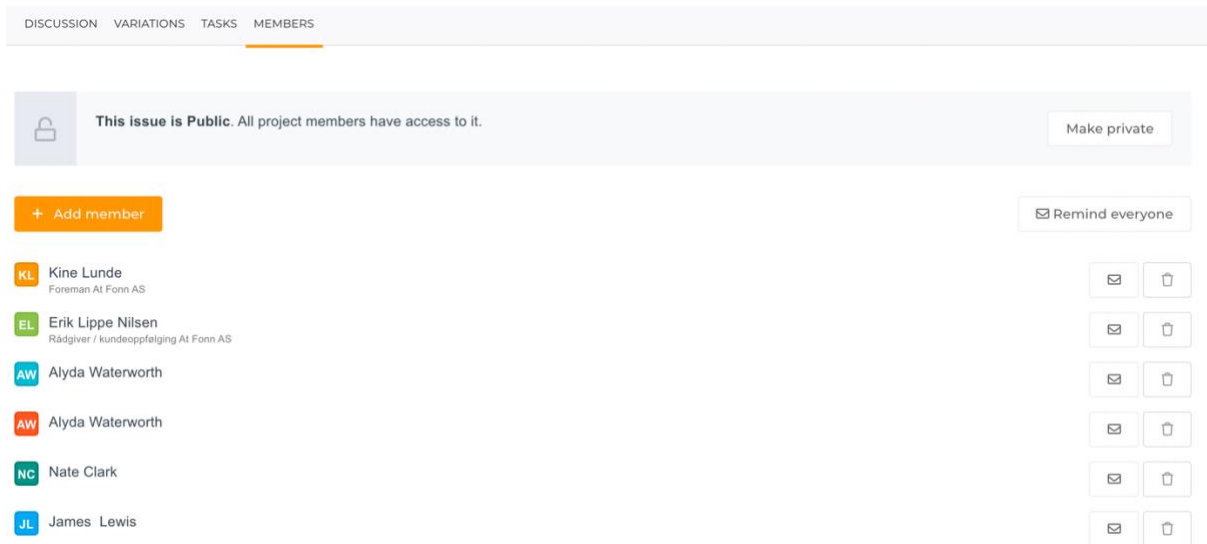 DISCUSSION VARIATIONS TASKS MEMBERS
This issue is Public. All project members have access to it.
Make private
+ Add member
Remind everyone
KL Kine Lunde
Foreman At Fonn AS
EL Erik Lippe Nilsen
Rådgiver / kundeoppfølging At Fonn AS
AW Alyda Waterworth
AW Alyda Waterworth
NC Nate Clark
JL James Lewis